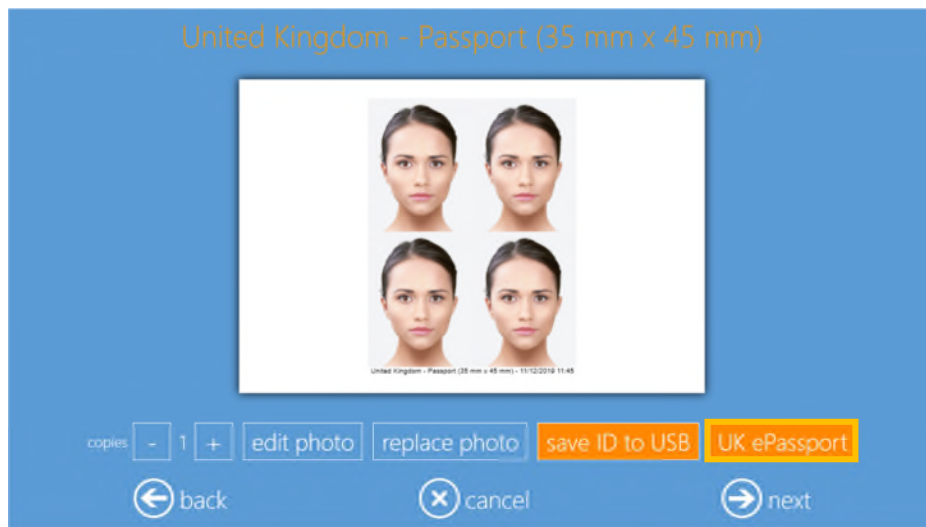 United Kingdom - Passport (35 mm x 45 mm)
United Kingdom - Passport (35 mm x 45 mm) - 11/12/2019 11:45
copies - 1 + edit photo replace photo save ID to USB UK ePassport
back cancel next